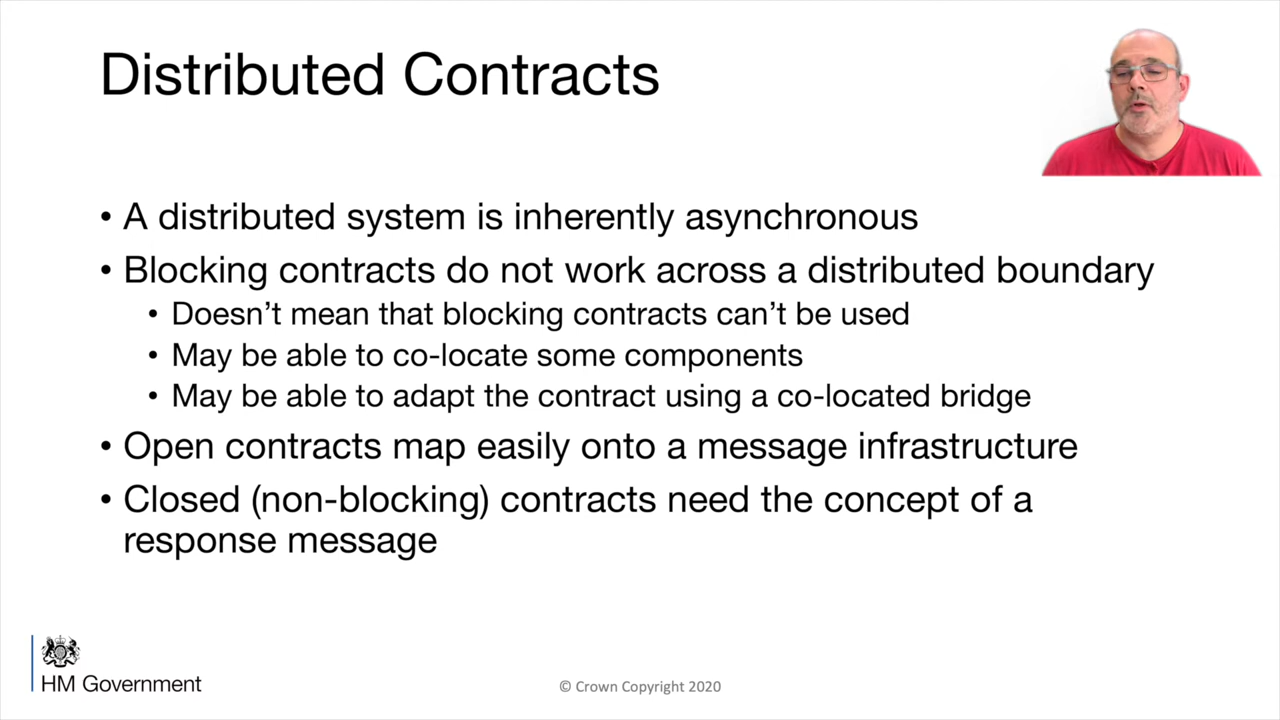 Distributed Contracts
• A distributed system is inherently asynchronous
• Blocking contracts do not work across a distributed boundary
• Doesn’t mean that blocking contracts can’t be used
• May be able to co-locate some components
• May be able to adapt the contract using a co-located bridge
• Open contracts map easily onto a message infrastructure
• Closed (non-blocking) contracts need the concept of a
response message
HM Government
© Crown Copyright 2020